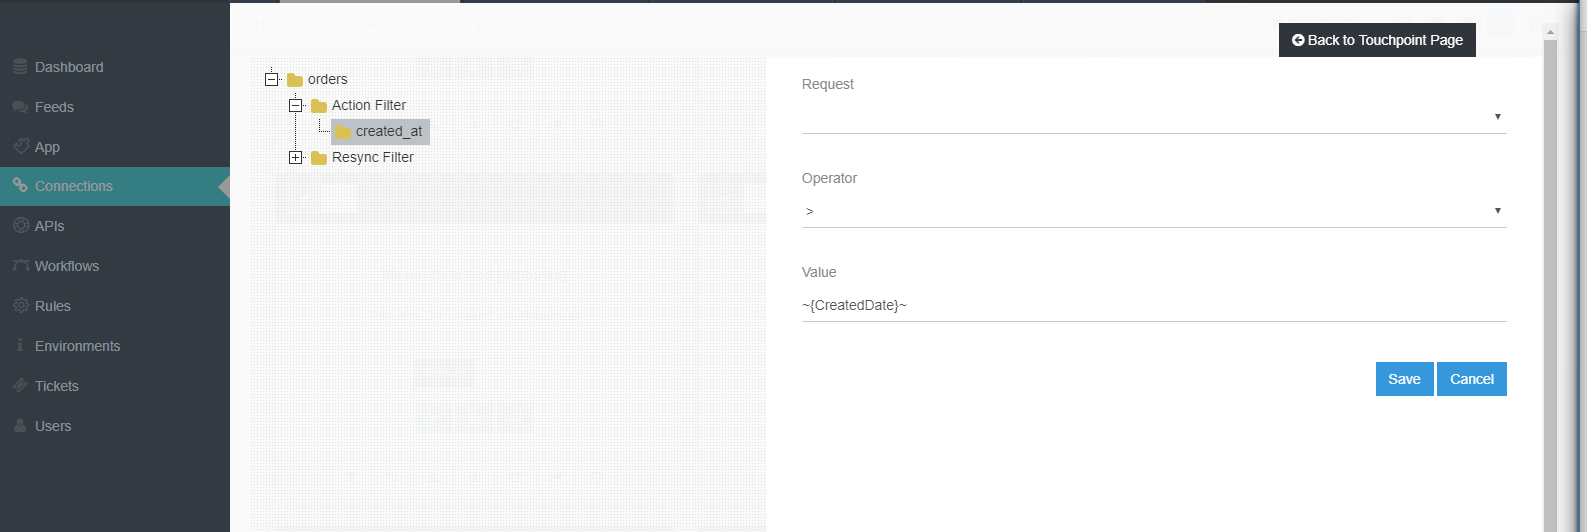 Dashboard
Feeds
App
Connections
APIs
Workflows
Rules
Environments
Tickets
Users
orders
Action Filter
created_at
Resync Filter
Back to Touchpoint Page
Request
Operator
>
Value
~{CreatedDate}~
Save
Cancel